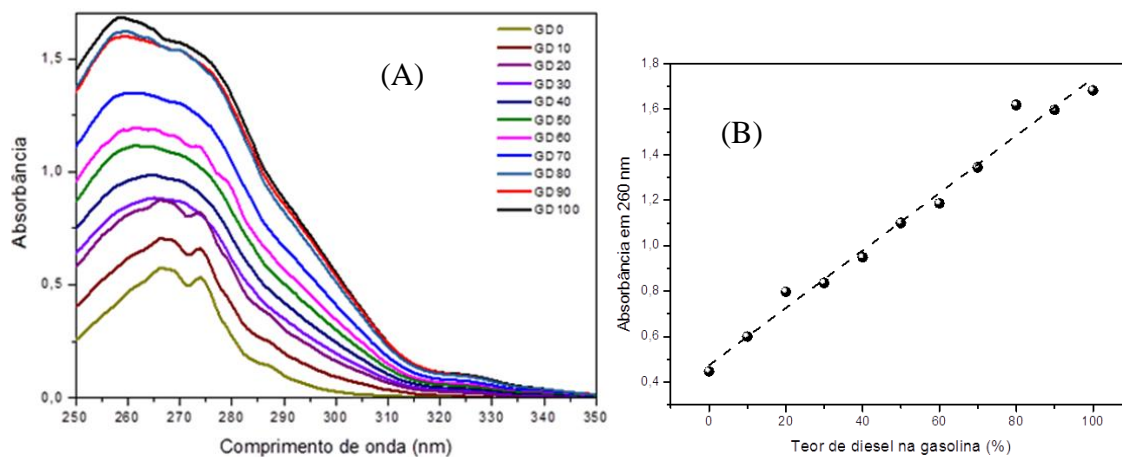 (A)
Absorbância
1,5
1,0
0,5
0,0
250 260 270 280 290 300 310 320 330 340 350
Comprimento de onda (nm)
GD0
GD10
GD20
GD30
GD40
GD50
GD60
GD70
GD80
GD90
GD100
(B)
Absorbância em 260 nm
1,8
1,6
1,4
1,2
1,0
0,8
0,6
0,4
0 20 40 60 80 100
Teor de diesel na gasolina (%)